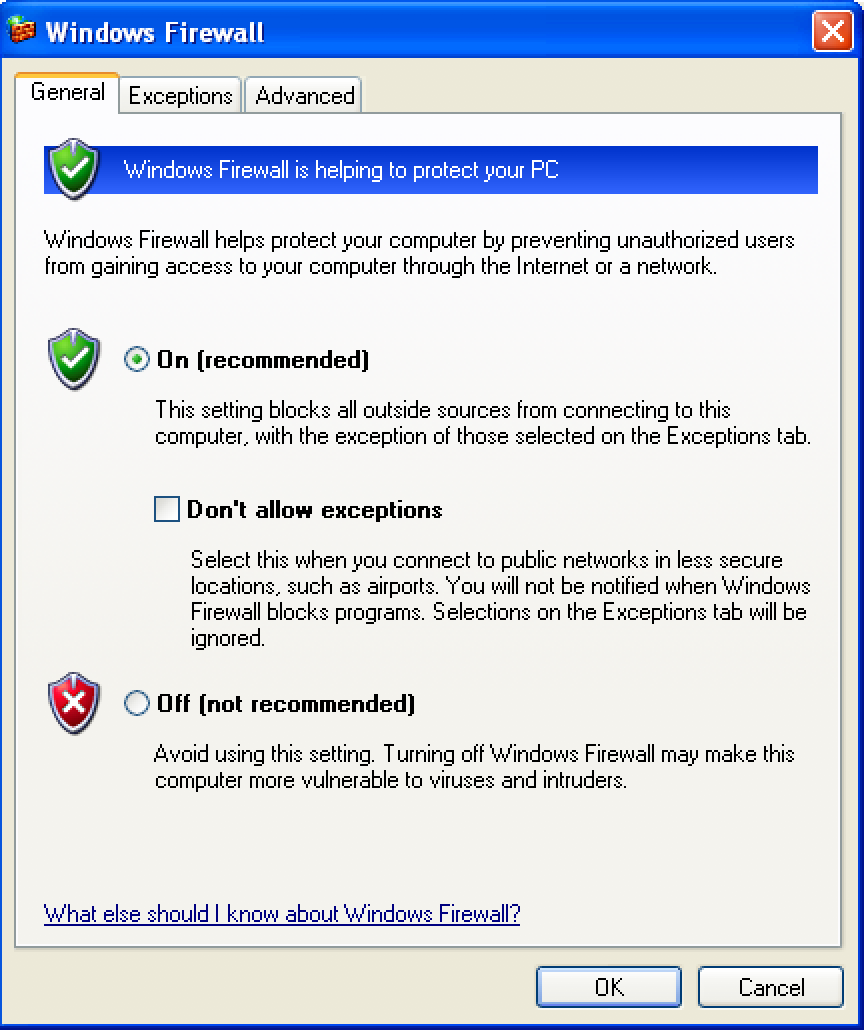 Windows Firewall
General
Exceptions
Advanced
Windows Firewall is helping to protect your PC
Windows Firewall helps protect your computer by preventing unauthorized users
from gaining access to your computer through the Internet or a network.
On (recommended)
This setting blocks all outside sources from connecting to this
computer, with the exception of those selected on the Exceptions tab.
Don't allow exceptions
Select this when you connect to public networks in less secure
locations, such as airports. You will not be notified when Windows
Firewall blocks programs. Selections on the Exceptions tab will be
ignored.
Off (not recommended)
Avoid using this setting. Turning off Windows Firewall may make this
computer more vulnerable to viruses and intruders.
What else should I know about Windows Firewall?
OK
Cancel